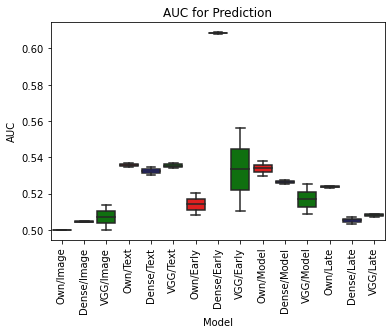 AUC for Prediction
0.60
0.58
0.56
0.54
0.52
0.50
AUC
Own/Image
Dense/Image
VGG/Image
Own/Text
Dense/Text
VGG/Text
Own/Early
Dense/Early
VGG/Early
Own/Model
Dense/Model
VGG/Model
Own/Late
Dense/Late
VGG/Late
Model